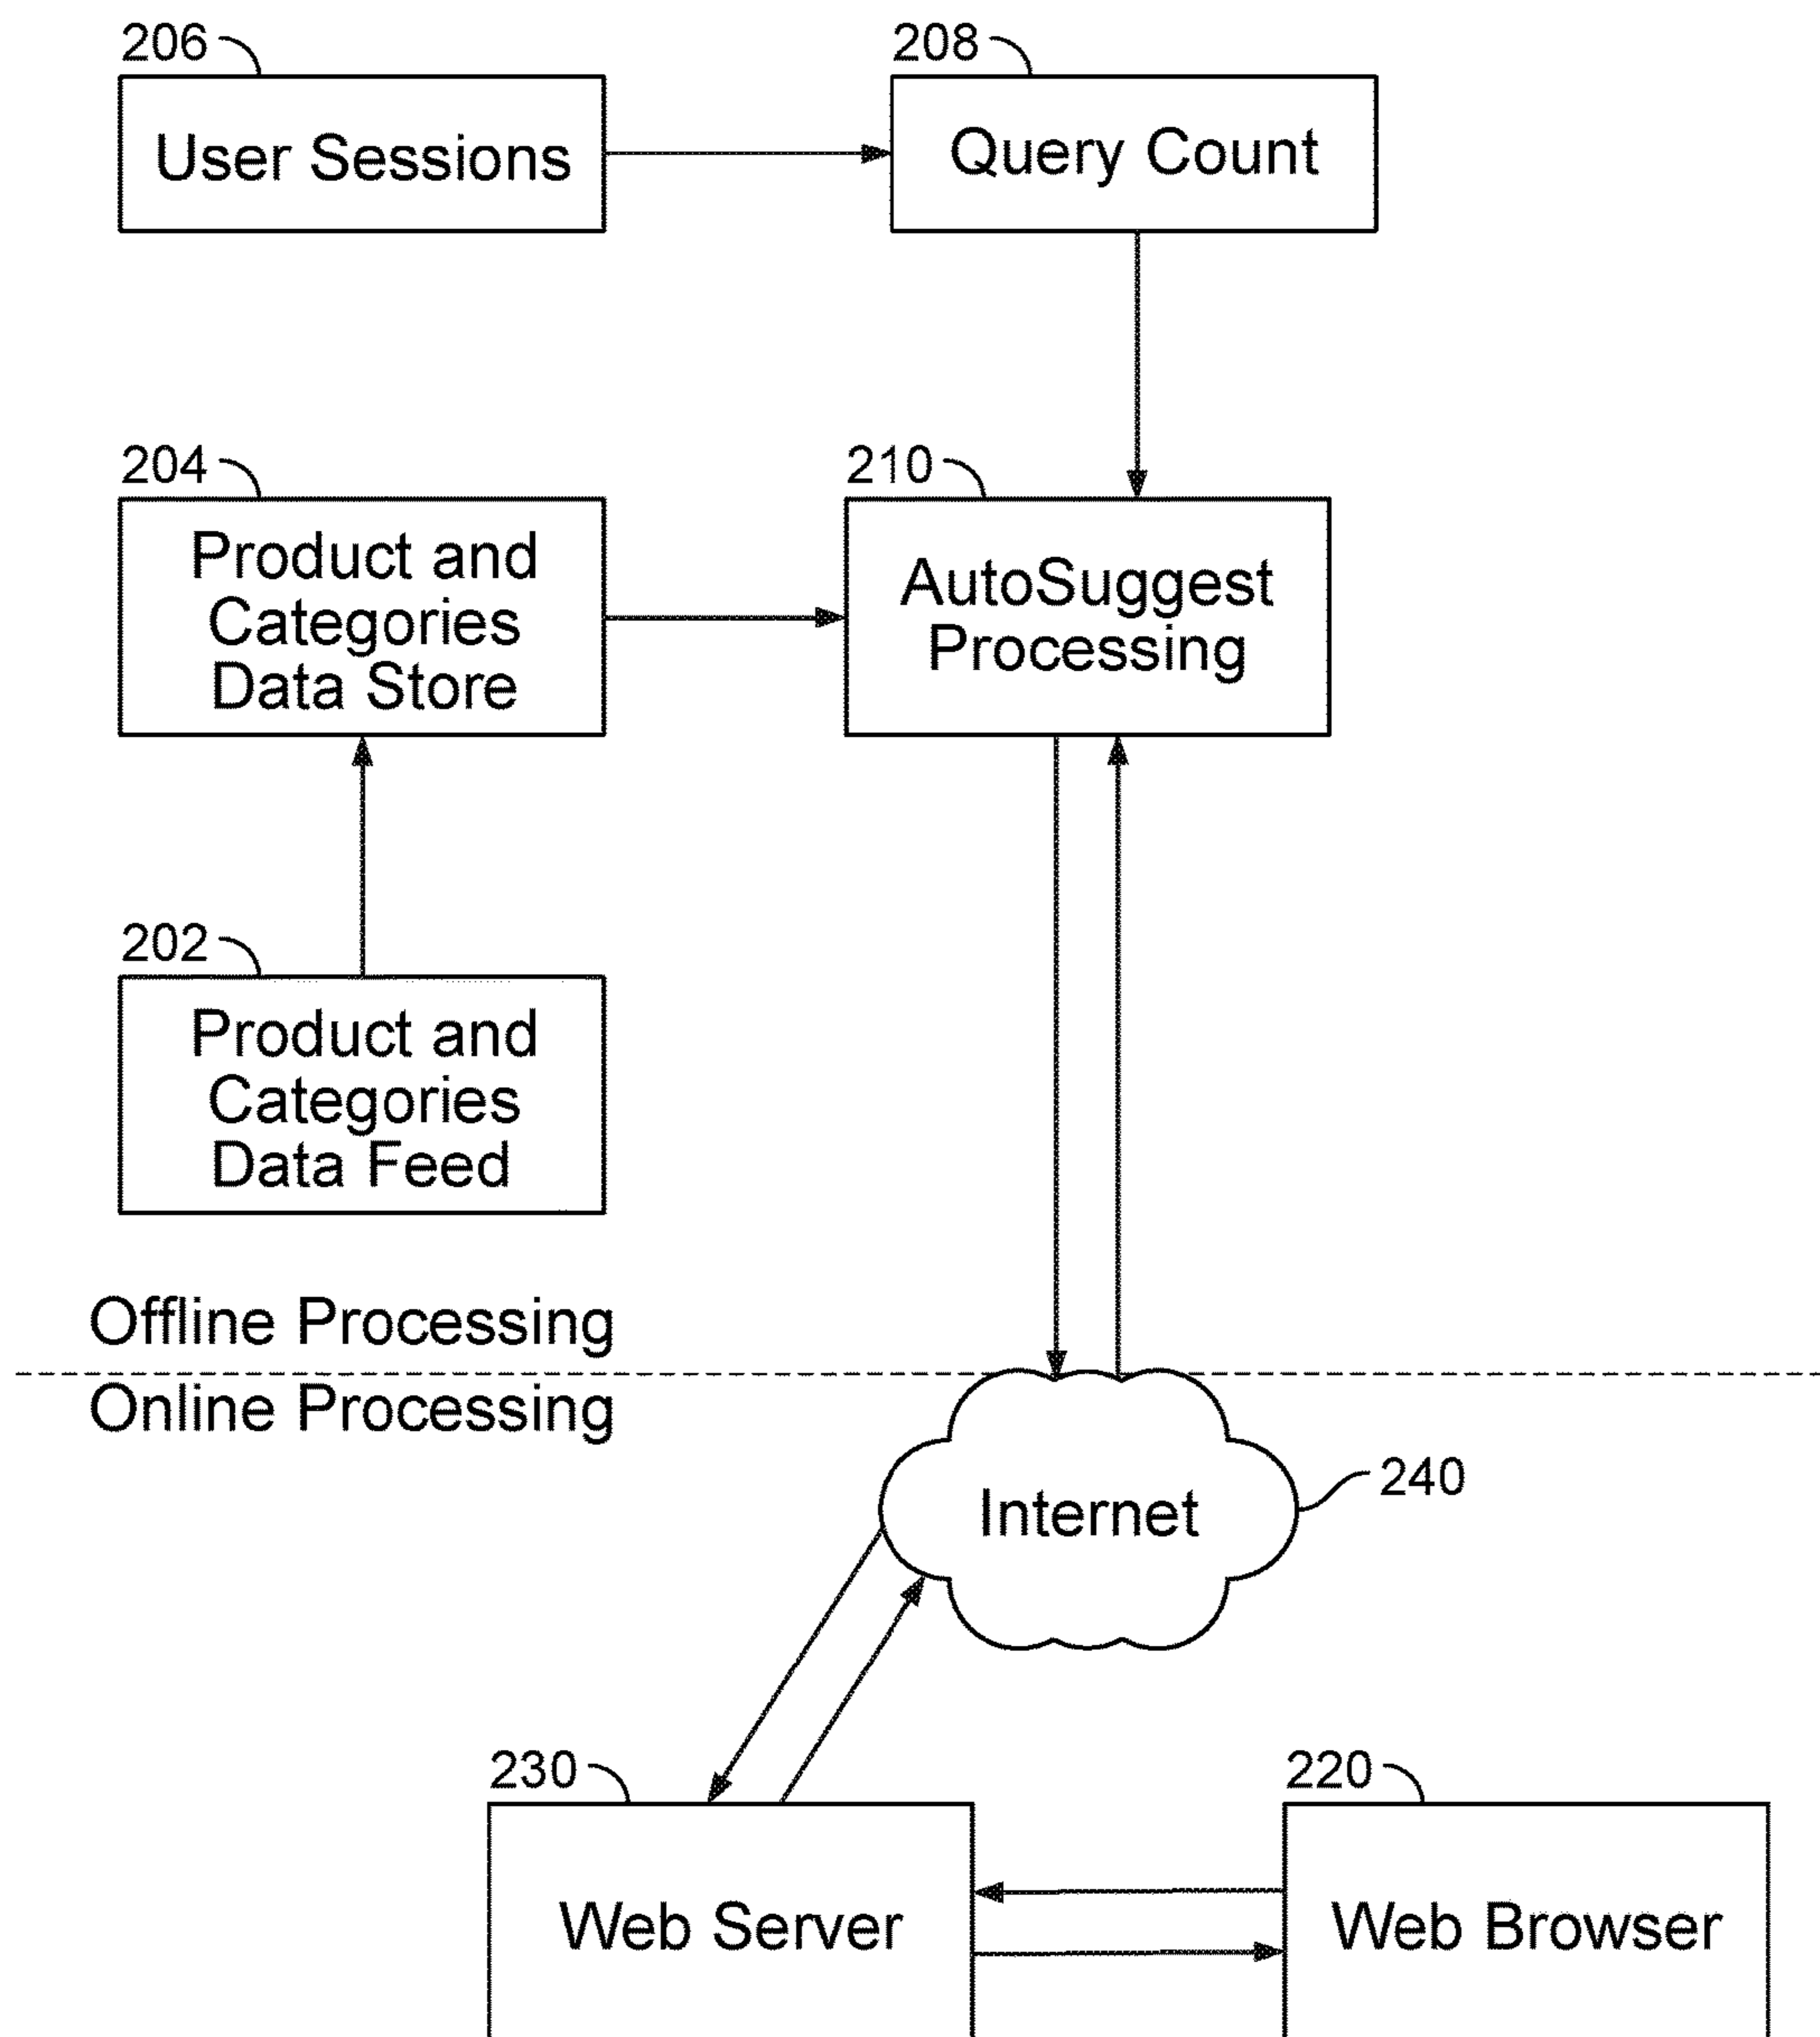 206
208
User Sessions
Query Count
204
210
Product and
Categories
Data Store
AutoSuggest
Processing
202
Product and
Categories
Data Feed
Offline Processing
Online Processing
240
Internet
230
220
Web Server
Web Browser